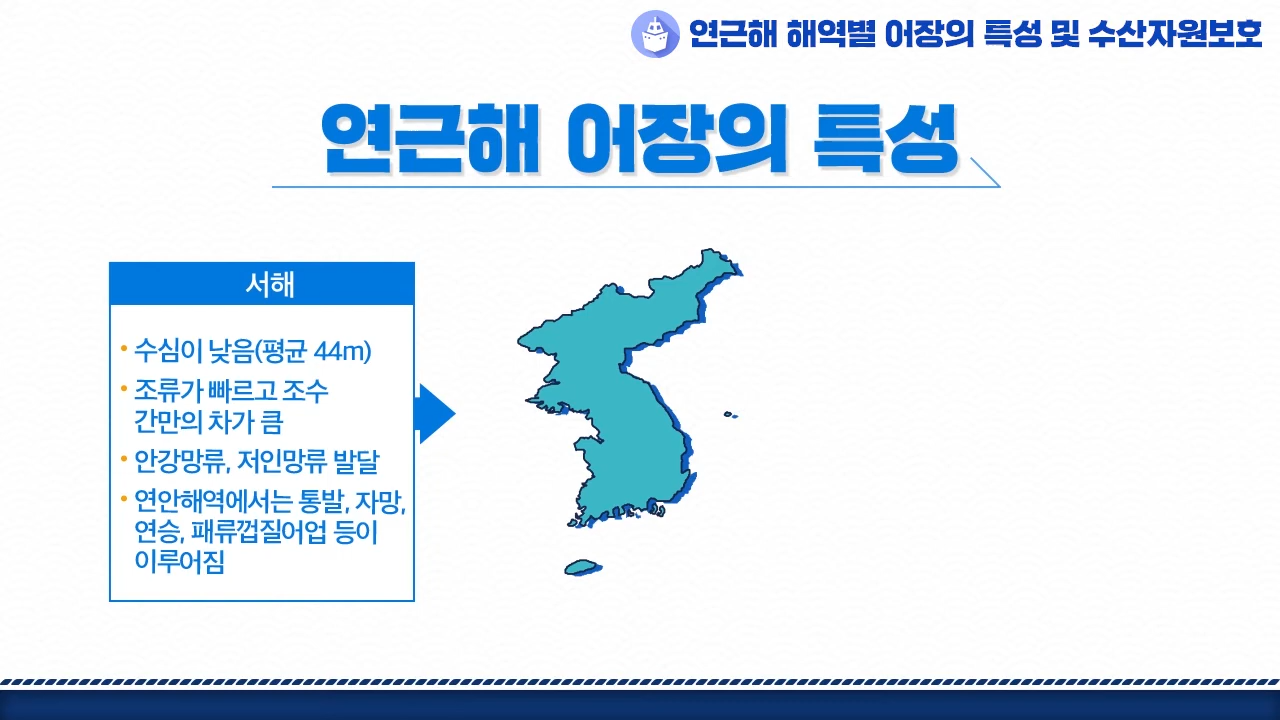 연근해 해역별 어장의 특성 및 수산자원보호
연근해 어장의 특성
서해
• 수심이 낮음(평균 44m)
• 조류가 빠르고 조수
간만의 차가 큼
• 안강망류, 저인망류 발달
• 연안해역에서는 통발, 자망,
연승, 패류껍질어업 등이
이루어짐